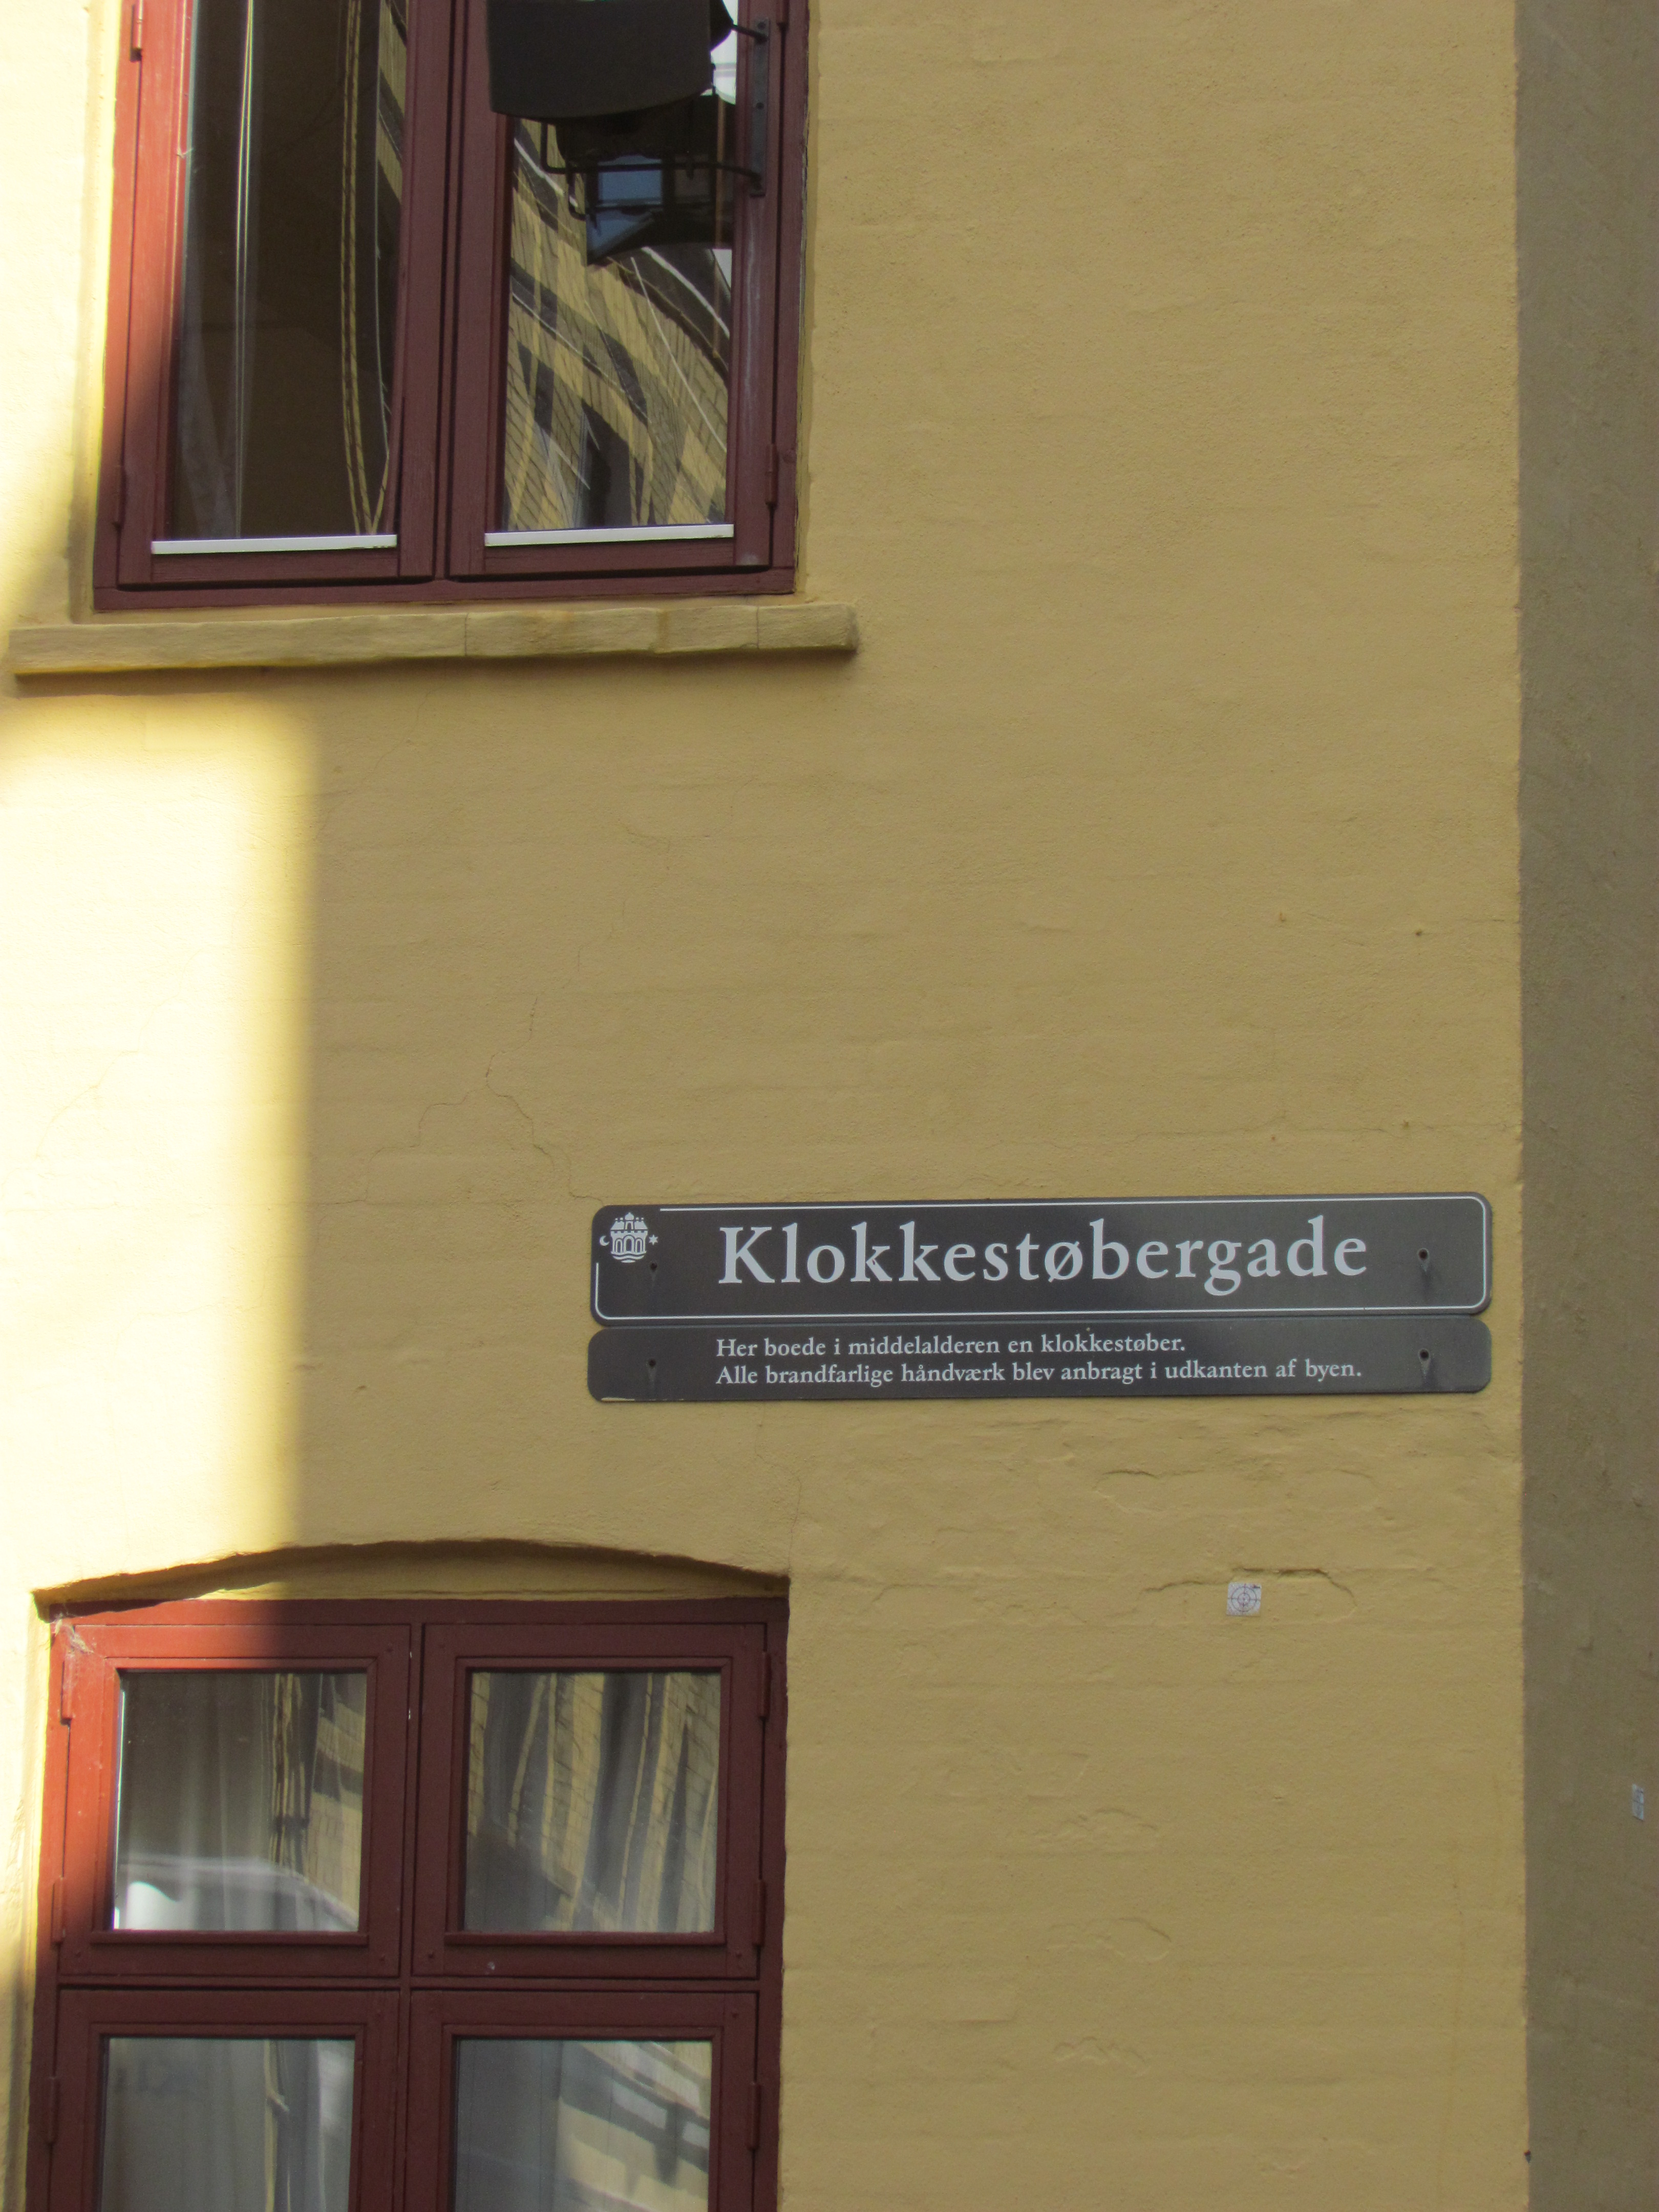 Klokkestøbergade
Her boede i middelalderen en klokkestøber.
Alle brandfarlige håndværk blev anbragt i udkanten af byen.